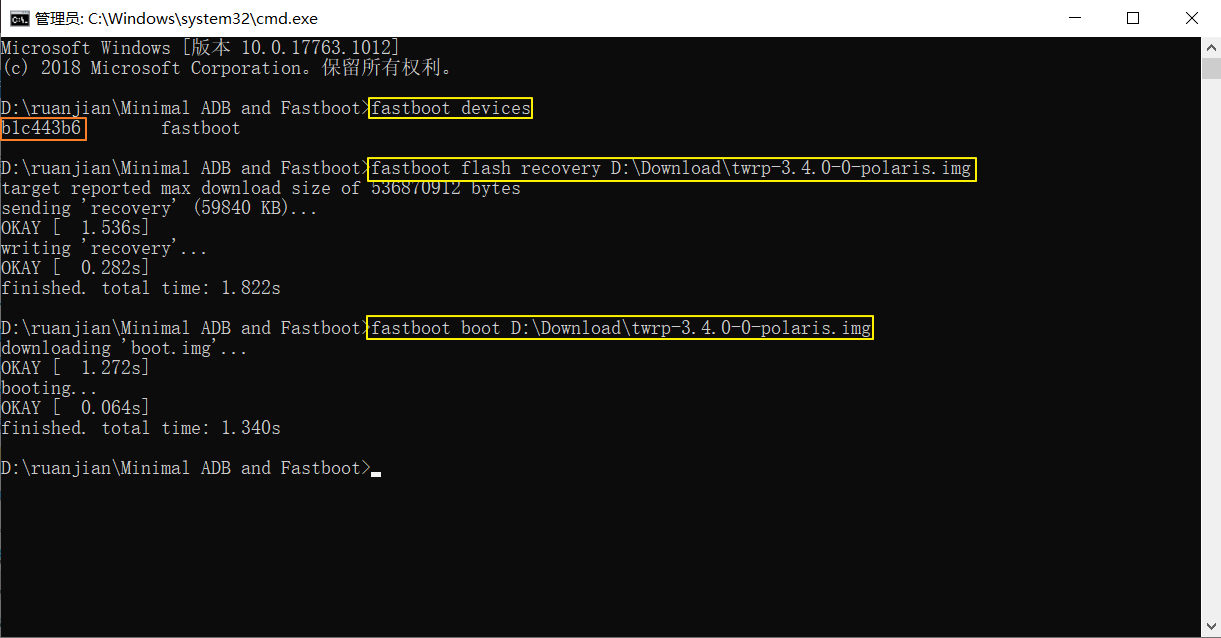 管理员: C:\Windows\system32\cmd.exe
Microsoft Windows [版本 10.0.17763.1012]
(c) 2018 Microsoft Corporation。保留所有权利。
D:\ruanjian\Minimal ADB and Fastboot>fastboot devices
blc443b6        fastboot
D:\ruanjian\Minimal ADB and Fastboot>fastboot flash recovery D:\Download\twrp-3.4.0-0-polaris.img
target reported max download size of 536870912 bytes
sending 'recovery' (59840 KB)...
OKAY [  1.536s]
writing 'recovery'...
OKAY [  0.282s]
finished. total time: 1.822s
D:\ruanjian\Minimal ADB and Fastboot>fastboot boot D:\Download\twrp-3.4.0-0-polaris.img
downloading 'boot.img'...
OKAY [  1.272s]
booting...
OKAY [  0.064s]
finished. total time: 1.340s
D:\ruanjian\Minimal ADB and Fastboot>